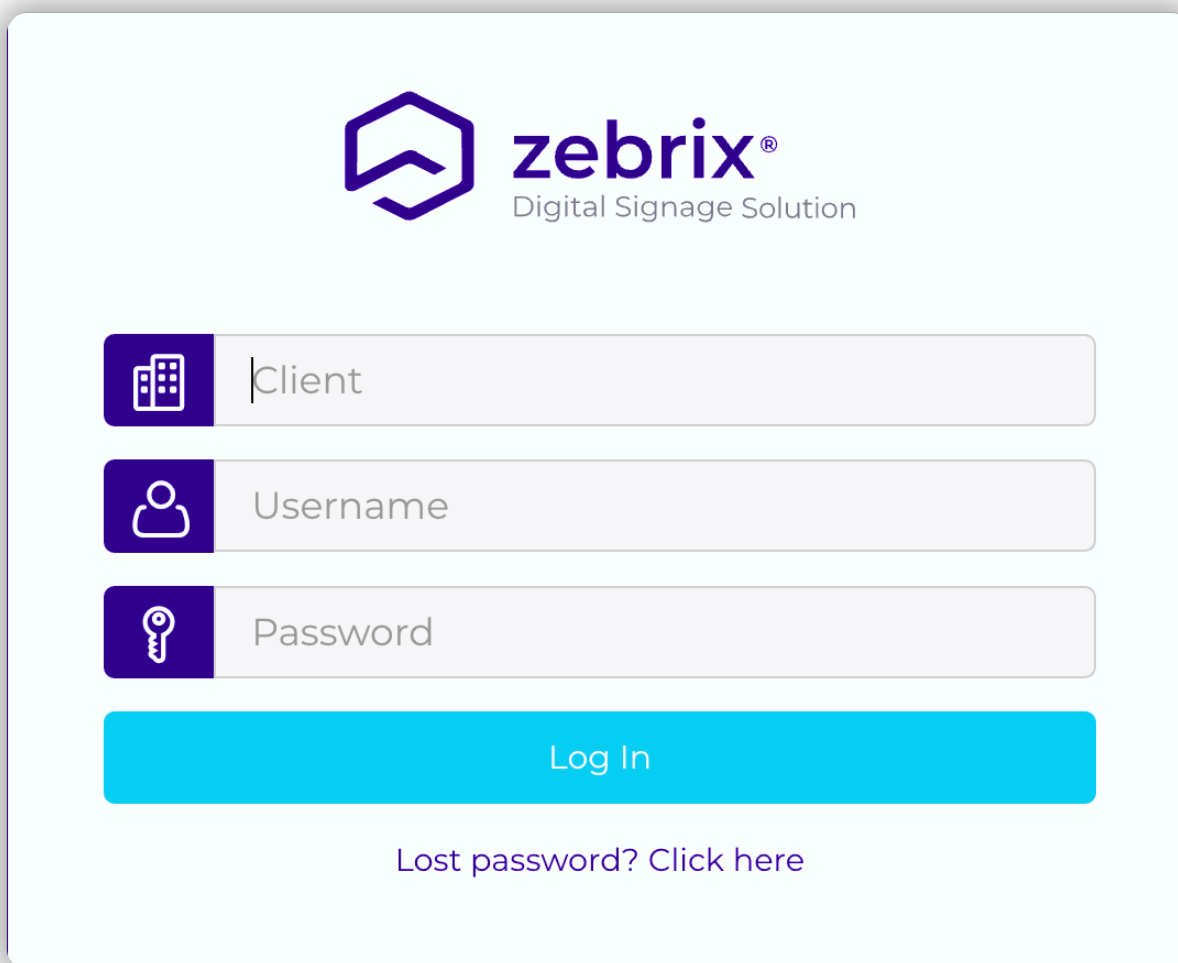 zebrix®
Digital Signage Solution
Client
Username
Password
Log In
Lost password? Click here